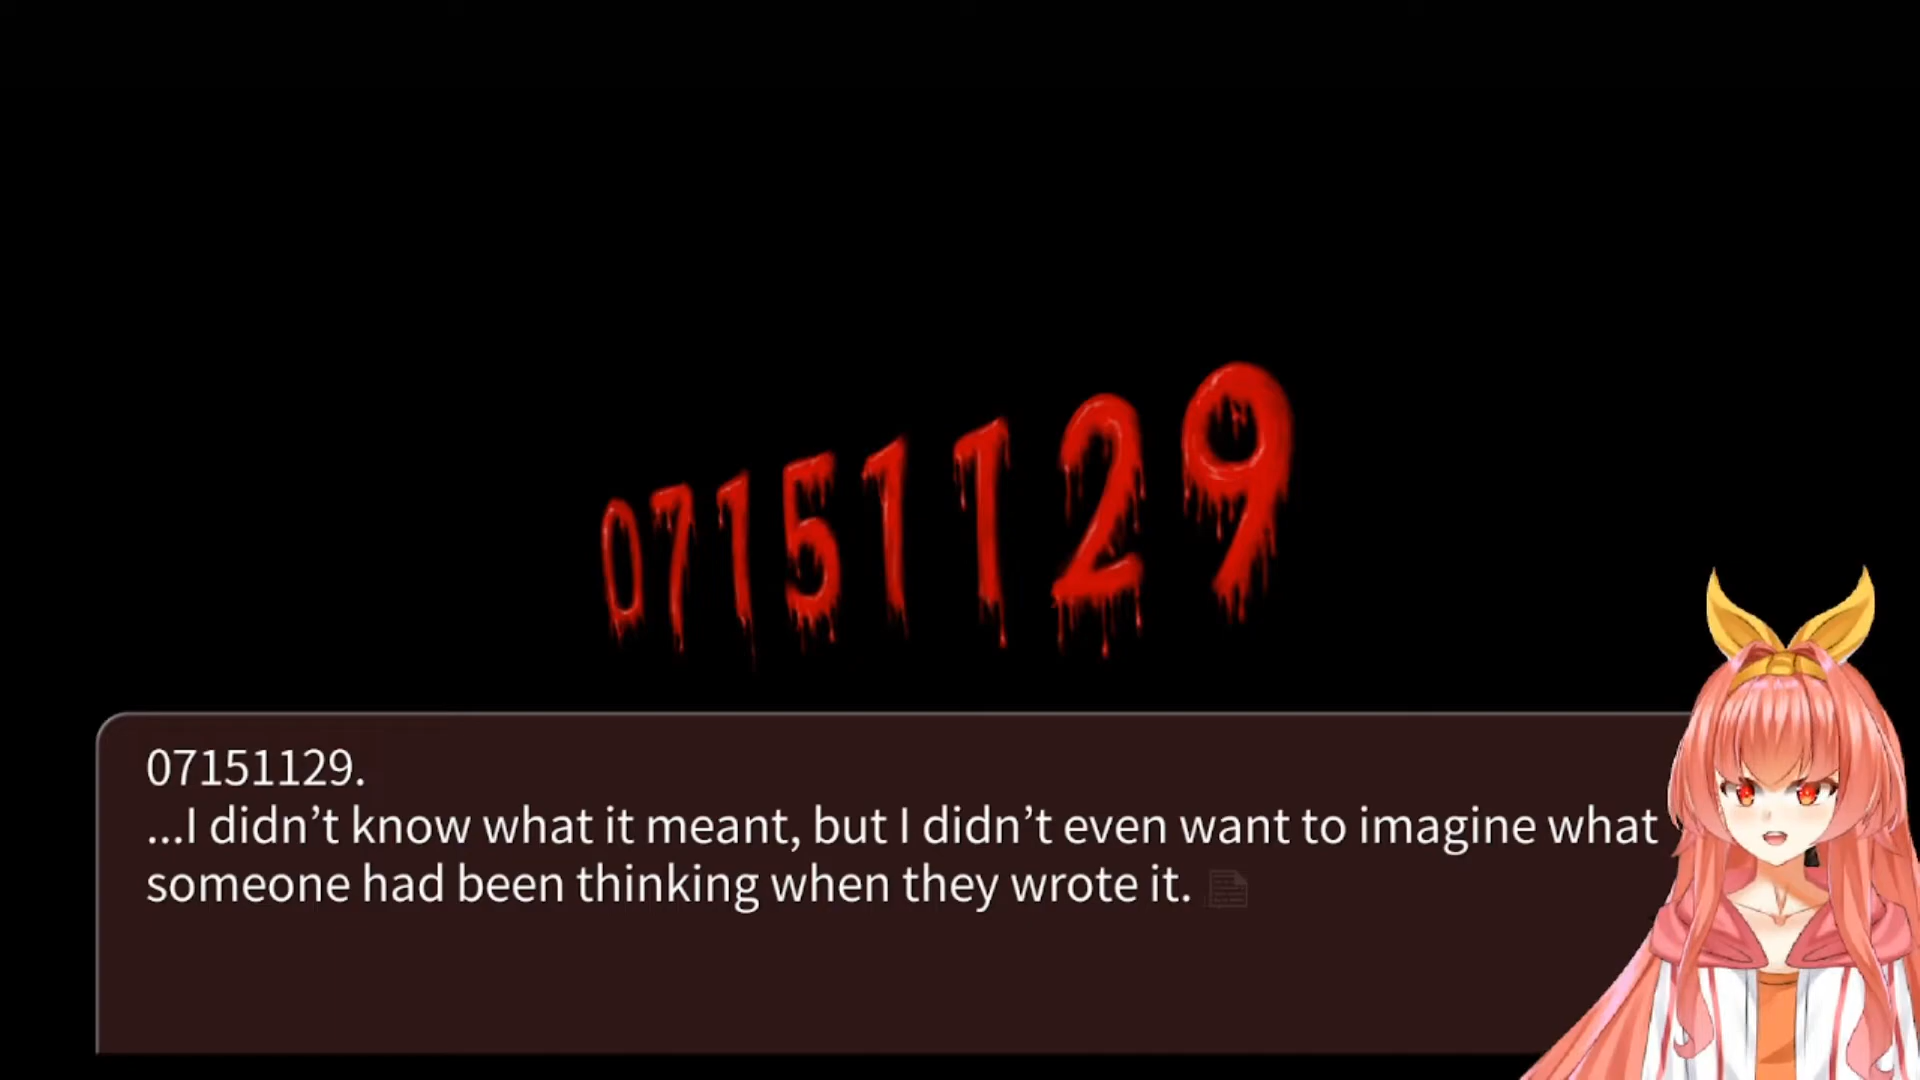 07151129
07151129.
...I didn’t know what it meant, but I didn’t even want to imagine what
someone had been thinking when they wrote it.